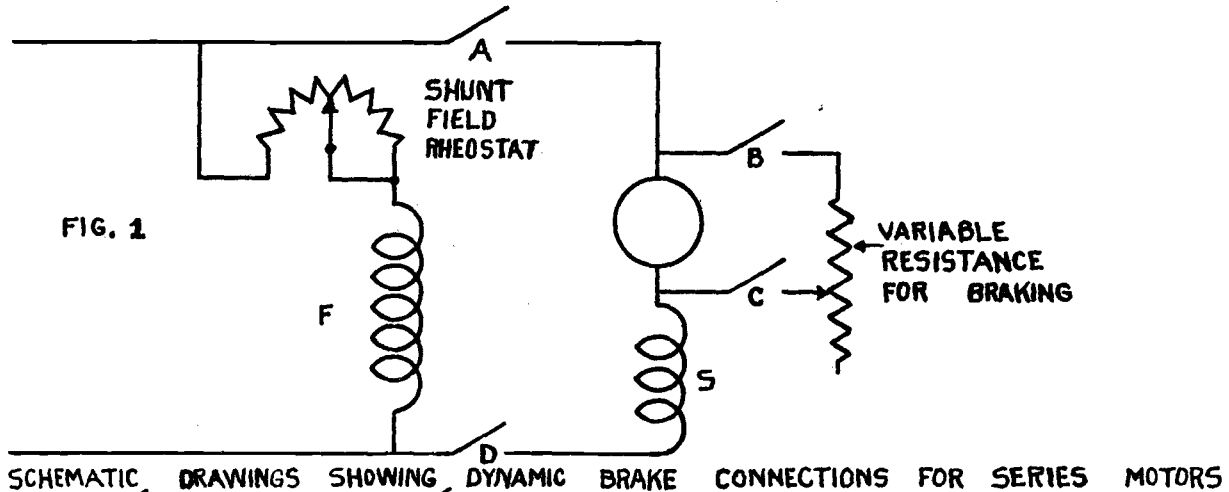 A
SHUNT
FIELD
RHEOSTAT
B
FIG. 1
VARIABLE
RESISTANCE
FOR BRAKING
C
F
S
D
SCHEMATIC DRAWINGS SHOWING DYNAMIC BRAKE CONNECTIONS FOR SERIES MOTORS